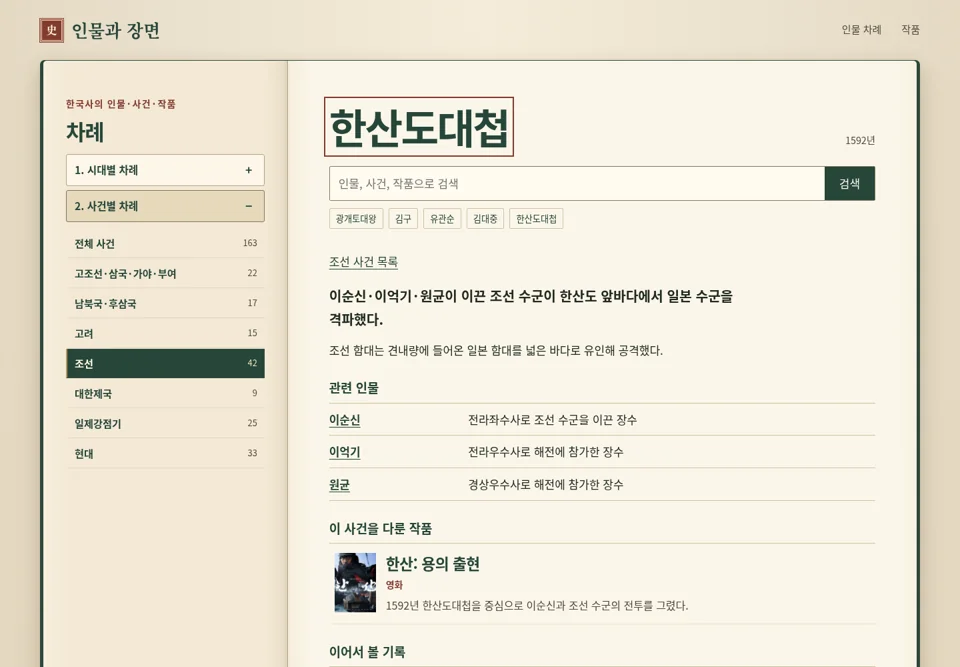 史 인물과 장면
인물 차례 작품
한국사의 인물·사건·작품
차례
1. 시대별 차례 +
2. 사건별 차례 −
전체 사건 163
고조선·삼국·가야·부여 22
남북국·후삼국 17
고려 15
조선 42
대한제국 9
일제강점기 25
현대 33
한산도대첩
1592년
인물, 사건, 작품으로 검색 검색
광개토대왕 김구 유관순 김대중 한산도대첩
조선 사건 목록
이순신·이억기·원균이 이끈 조선 수군이 한산도 앞바다에서 일본 수군을
격파했다.
조선 함대는 견내량에 들어온 일본 함대를 넓은 바다로 유인해 공격했다.
관련 인물
이순신 전라좌수사로 조선 수군을 이끈 장수
이억기 전라우수사로 해전에 참가한 장수
원균 경상우수사로 해전에 참가한 장수
이 사건을 다룬 작품
한산: 용의 출현
영화
1592년 한산도대첩을 중심으로 이순신과 조선 수군의 전투를 그렸다.
이어서 볼 기록